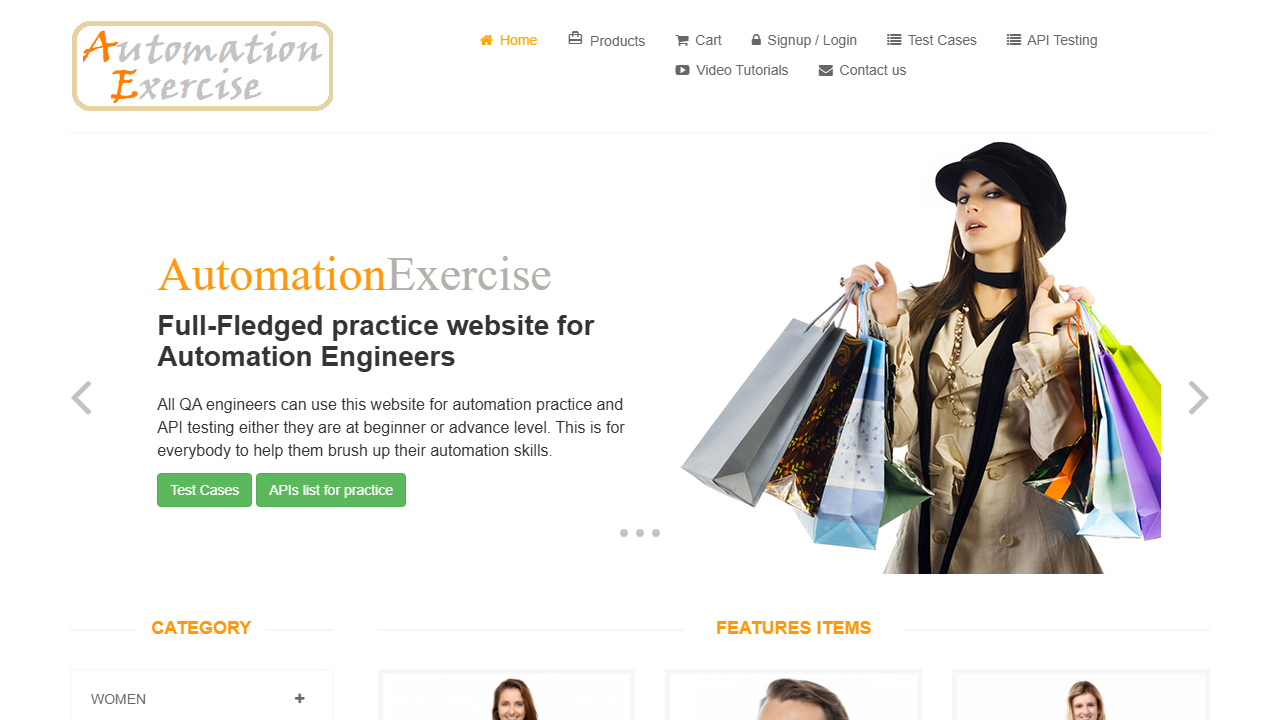 Automation
Exercise
Home Products Cart Signup / Login Test Cases API Testing
Video Tutorials Contact us
AutomationExercise
Full-Fledged practice website for
Automation Engineers
All QA engineers can use this website for automation practice and
API testing either they are at beginner or advance level. This is for
everybody to help them brush up their automation skills.
Test Cases APIs list for practice
CATEGORY
FEATURES ITEMS
WOMEN